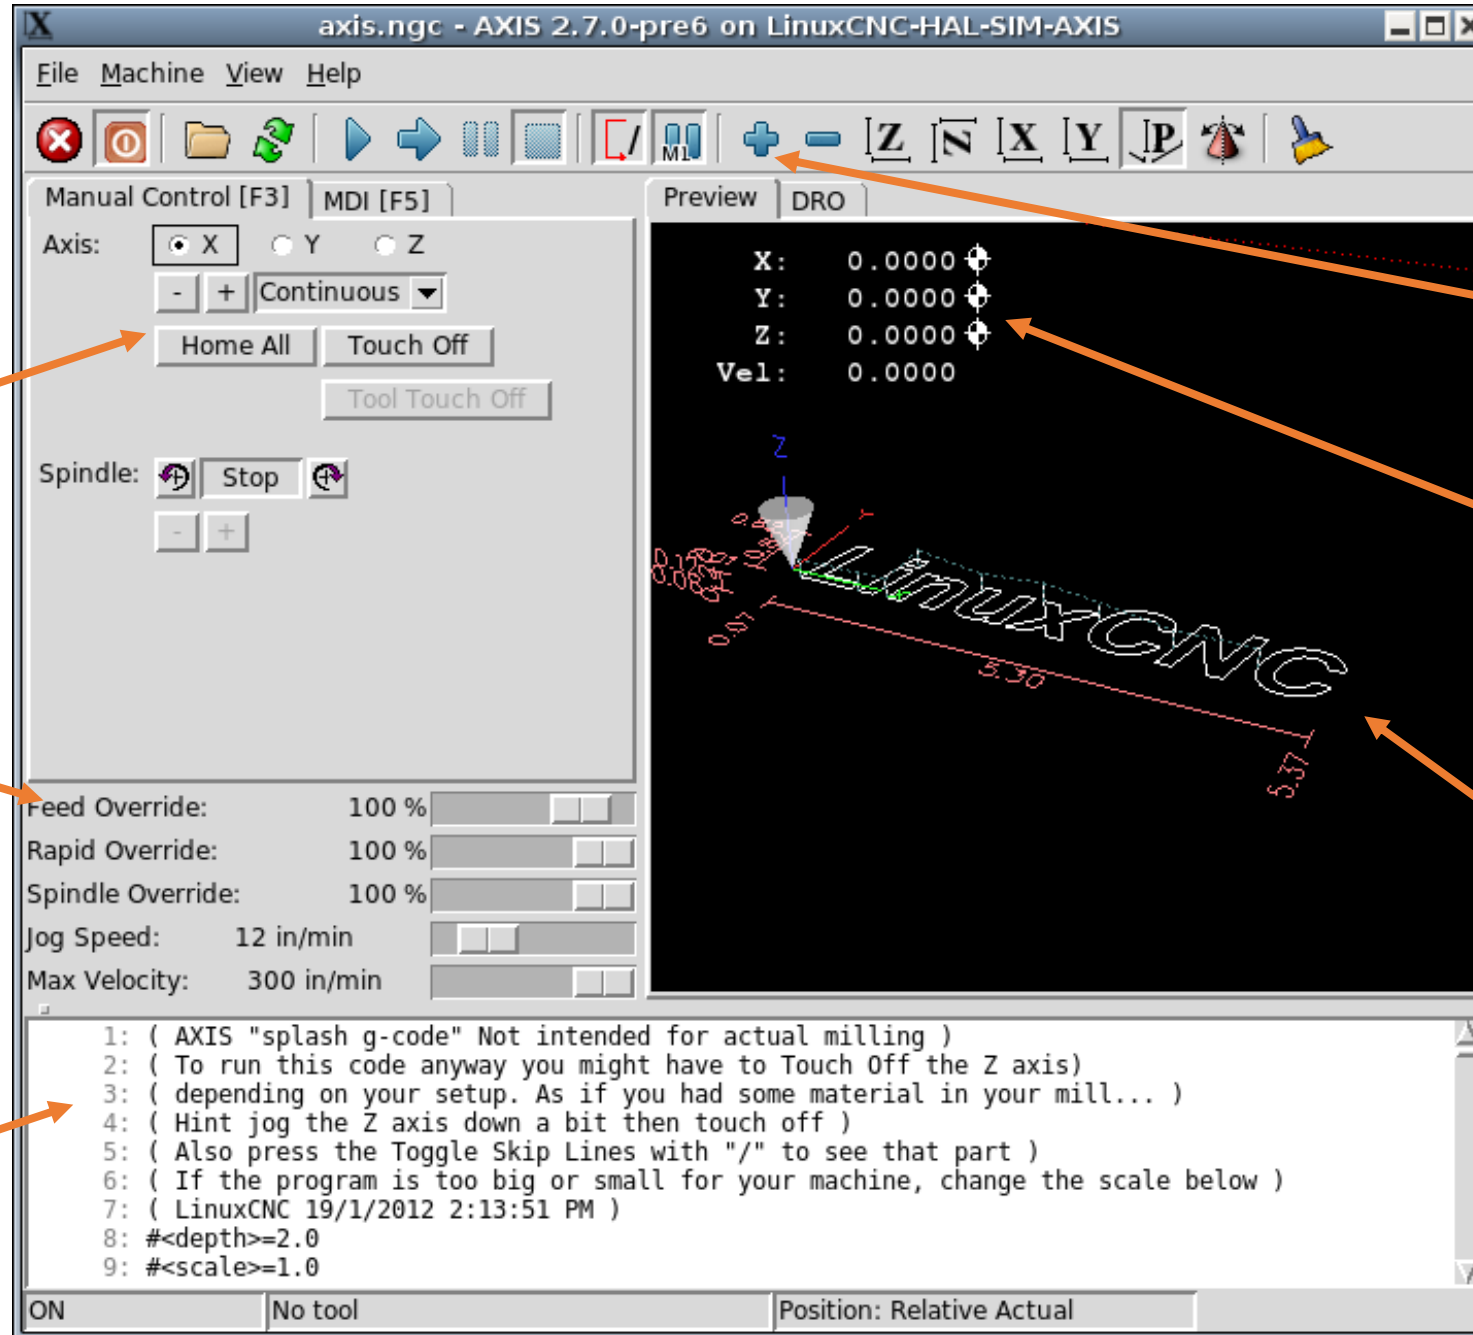 axis.ngc - AXIS 2.7.0-pre6 on LinuxCNC-HAL-SIM-AXIS
File Machine View Help
M1 Z N X Y P
Manual Control [F3] MDI [F5]
Preview DRO
Axis: X Y Z
- + Continuous
Home All Touch Off
Tool Touch Off
Spindle: Stop
- +
X: 0.0000
Y: 0.0000
Z: 0.0000
Vel: 0.0000
Z
Y
LinuxCNC
0.07
5.30
5.37
Feed Override: 100 %
Rapid Override: 100 %
Spindle Override: 100 %
Jog Speed: 12 in/min
Max Velocity: 300 in/min
1: ( AXIS "splash g-code" Not intended for actual milling )
2: ( To run this code anyway you might have to Touch Off the Z axis)
3: ( depending on your setup. As if you had some material in your mill... )
4: ( Hint jog the Z axis down a bit then touch off )
5: ( Also press the Toggle Skip Lines with "/" to see that part )
6: ( If the program is too big or small for your machine, change the scale below )
7: ( LinuxCNC 19/1/2012 2:13:51 PM )
8: #<depth>=2.0
9: #<scale>=1.0
ON No tool Position: Relative Actual